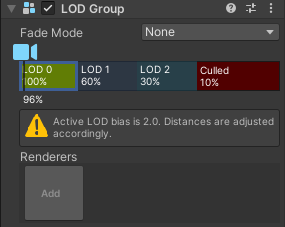 LOD Group
Fade Mode
None
LOD 0
100%
LOD 1
60%
LOD 2
30%
Culled
10%
96%
Active LOD bias is 2.0. Distances are adjusted
accordingly.
Renderers
Add